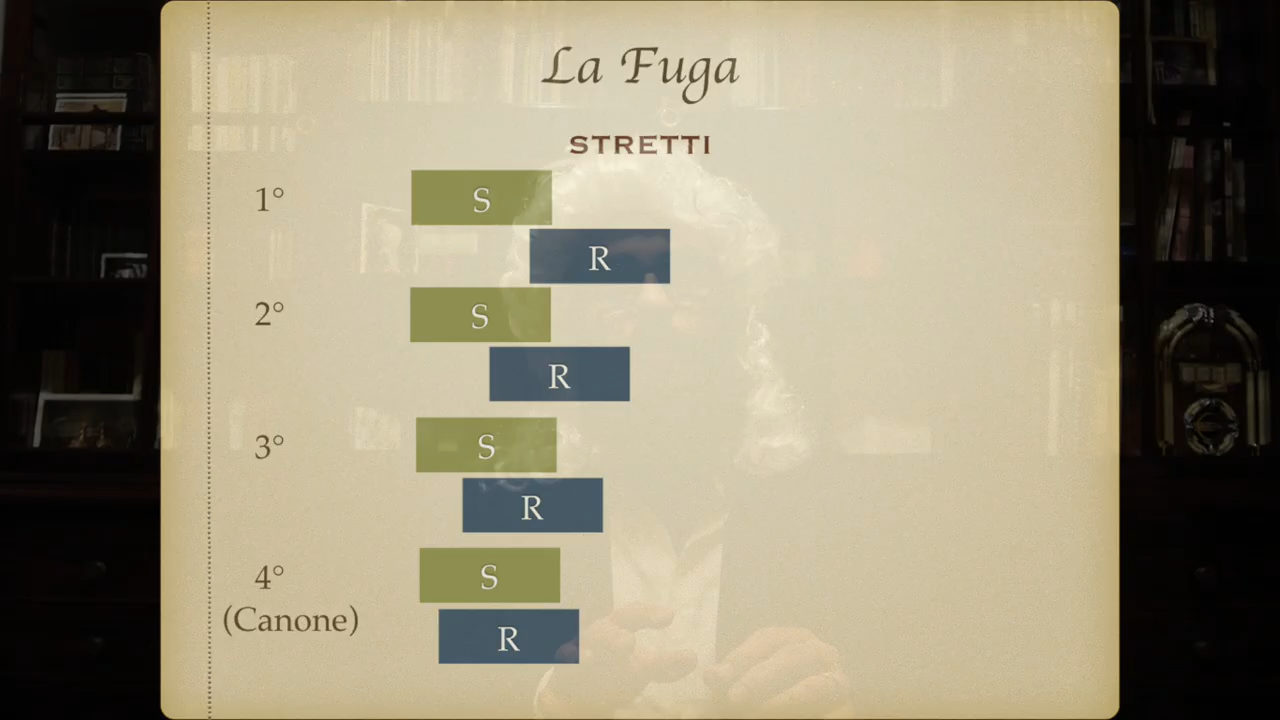 La Fuga
STRETTI
1° S
R
2° S
R
3° S
R
4° S
(Canone) R